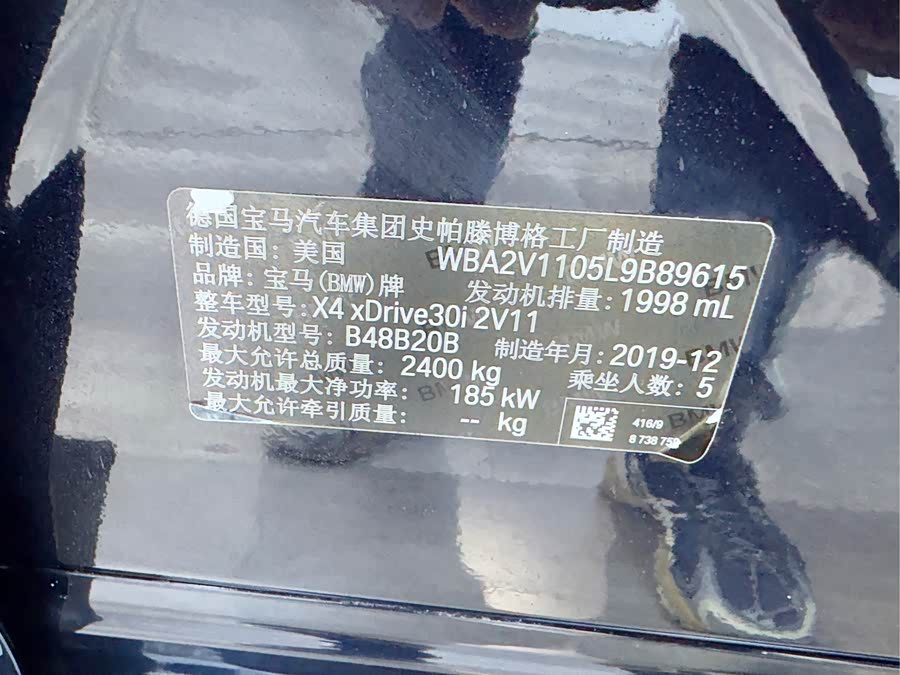 德国宝马汽车集团史帕滕博格工厂制造
制造国：美国 WBA2V1105L9B89615
品牌：宝马(BMW)牌 发动机排量：1998 mL
整车型号：X4 xDrive30i 2V11
发动机型号：B48B20B 制造年月：2019-12
最大允许总质量：2400 kg 乘坐人数：5
发动机最大净功率：185 kW
最大允许牵引质量：-- kg
416/9
8 738 759